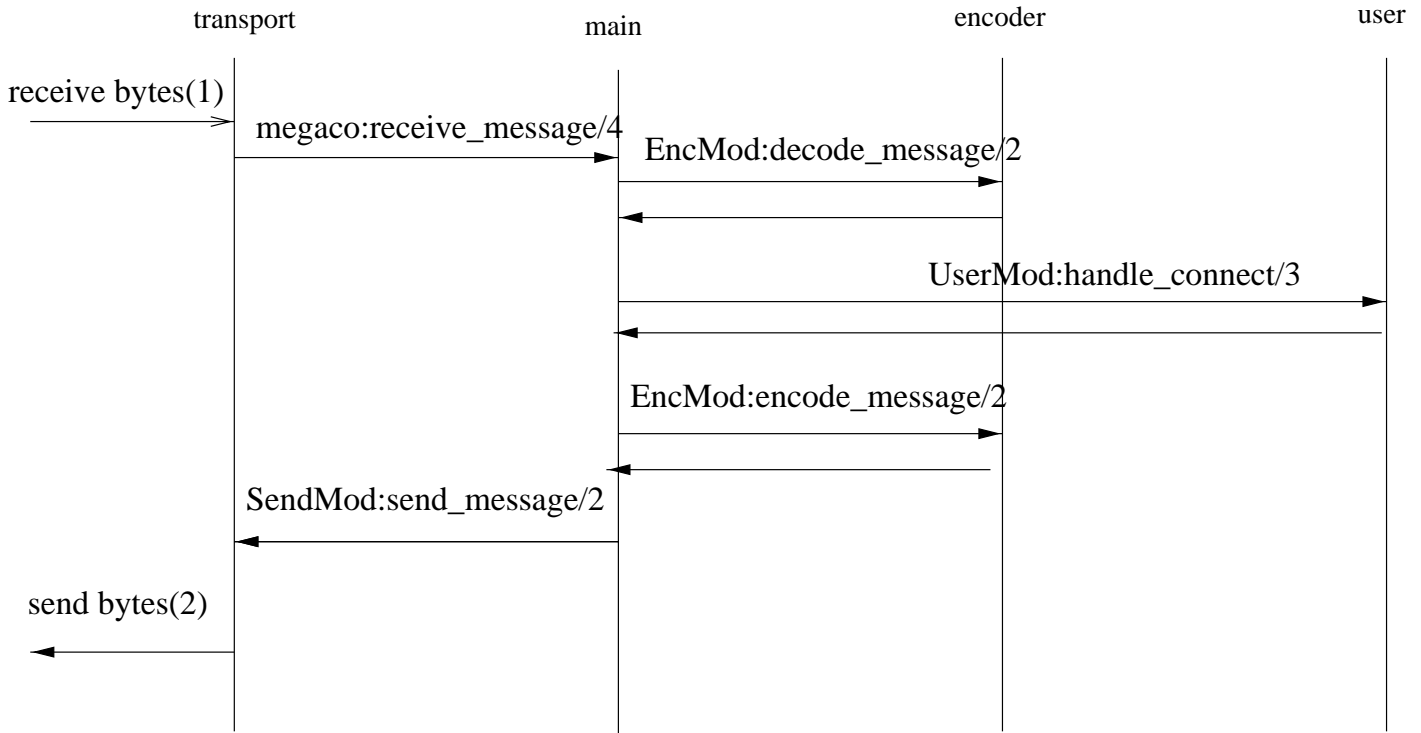 transport
main
encoder
user
receive bytes(1)
megaco:receive_message/4
EncMod:decode_message/2
UserMod:handle_connect/3
EncMod:encode_message/2
SendMod:send_message/2
send bytes(2)